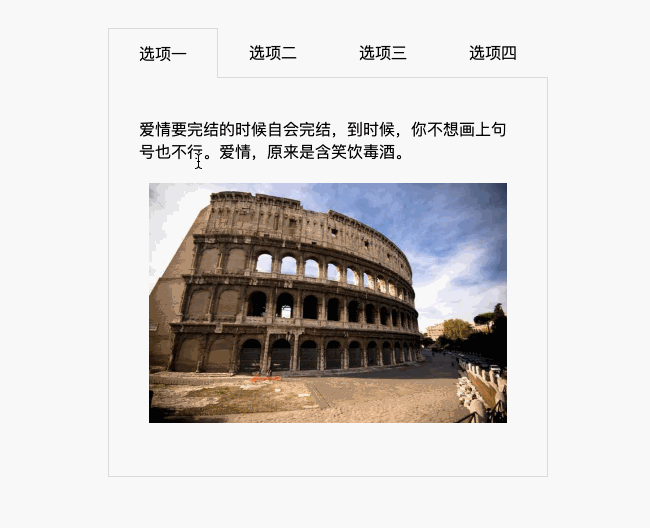 选项一 选项二 选项三 选项四
爱情要完结的时候自会完结，到时候，你不想画上句
号也不行。爱情，原来是含笑饮毒酒。